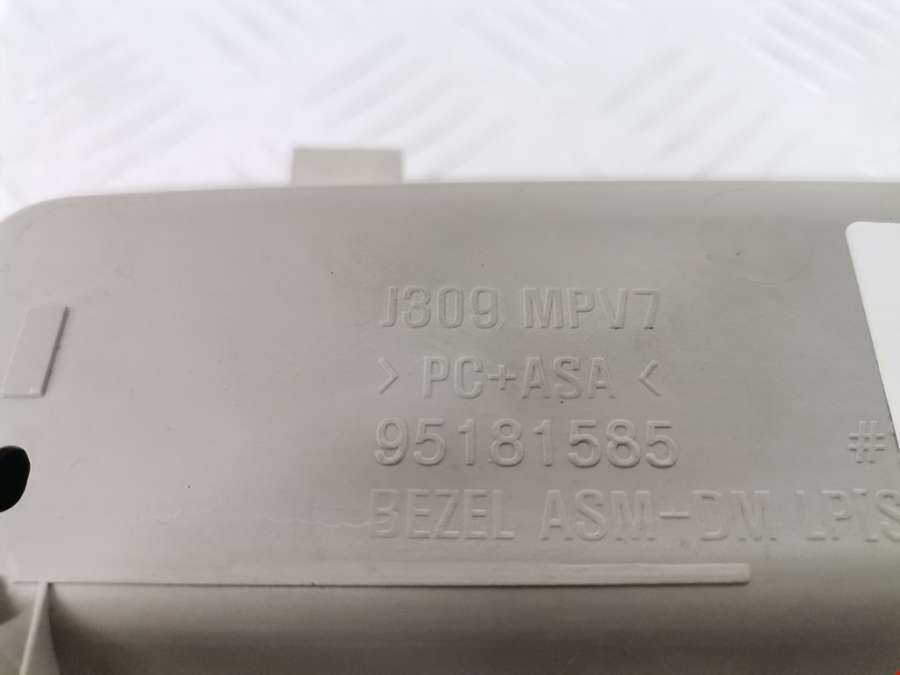 J309 MPV7
> PC+ASA <
95181585 #
BEZEL ASM-DM